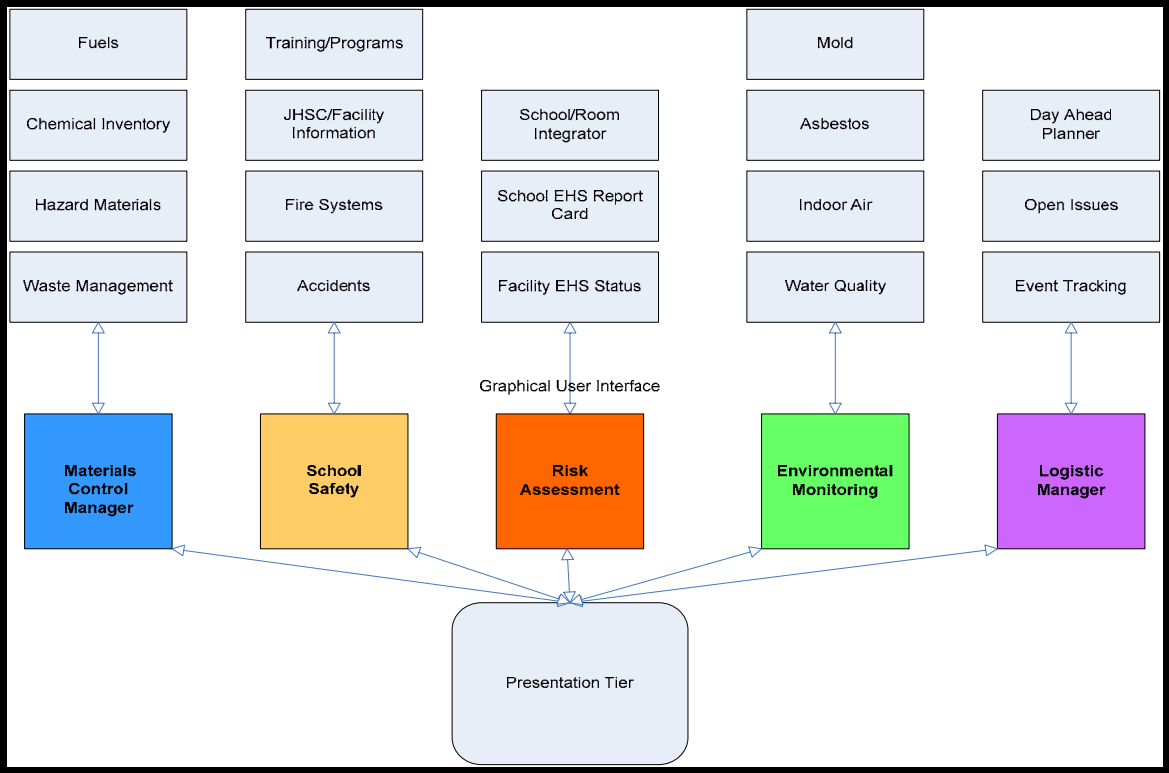 Fuels
Training/Programs
Mold
Chemical Inventory
JHSC/Facility
Information
School/Room
Integrator
Asbestos
Day Ahead
Planner
Hazard Materials
Fire Systems
School EHS Report
Card
Indoor Air
Open Issues
Waste Management
Accidents
Facility EHS Status
Water Quality
Event Tracking
Graphical User Interface
Materials
Control
Manager
School
Safety
Risk
Assessment
Environmental
Monitoring
Logistic
Manager
Presentation Tier